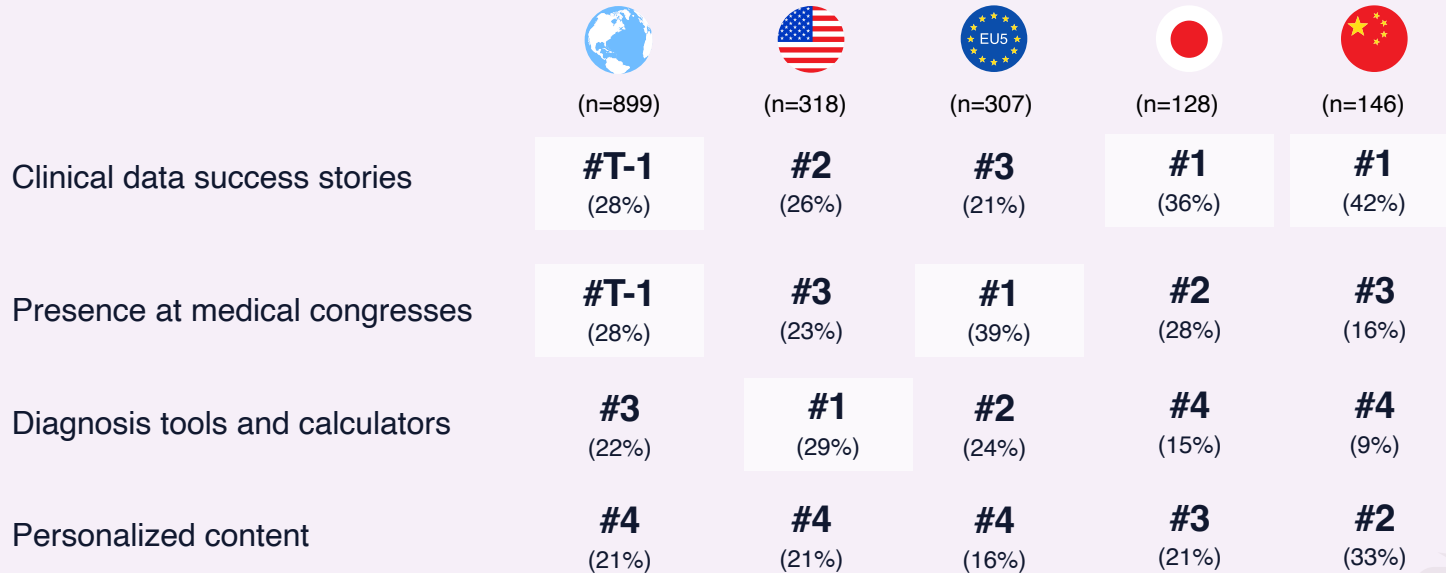 EU5
(n=899) (n=318) (n=307) (n=128) (n=146)
Clinical data success stories #T-1 #2 #3 #1 #1
(28%) (26%) (21%) (36%) (42%)
Presence at medical congresses #T-1 #3 #1 #2 #3
(28%) (23%) (39%) (28%) (16%)
Diagnosis tools and calculators #3 #1 #2 #4 #4
(22%) (29%) (24%) (15%) (9%)
Personalized content #4 #4 #4 #3 #2
(21%) (21%) (16%) (21%) (33%)